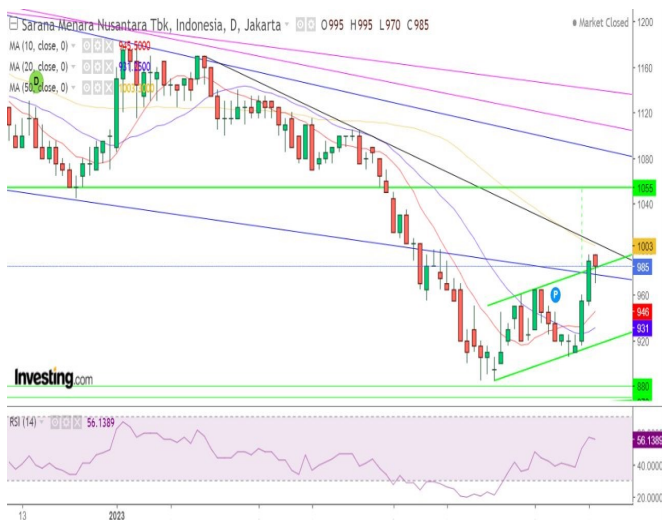 Sarana Menara Nusantara Tbk, Indonesia, D, Jakarta O995 H995 L970 C985
Market Closed
MA (10, close, 0)
MA (20, close, 0)
MA (50, close, 0)
D
1200
1160
1120
1080
1055
1040
1003
985
960
946
931
920
880
P
Investing.com
RSI (14) 56.1389
56.1389
40.0000
20.0000
13
2023